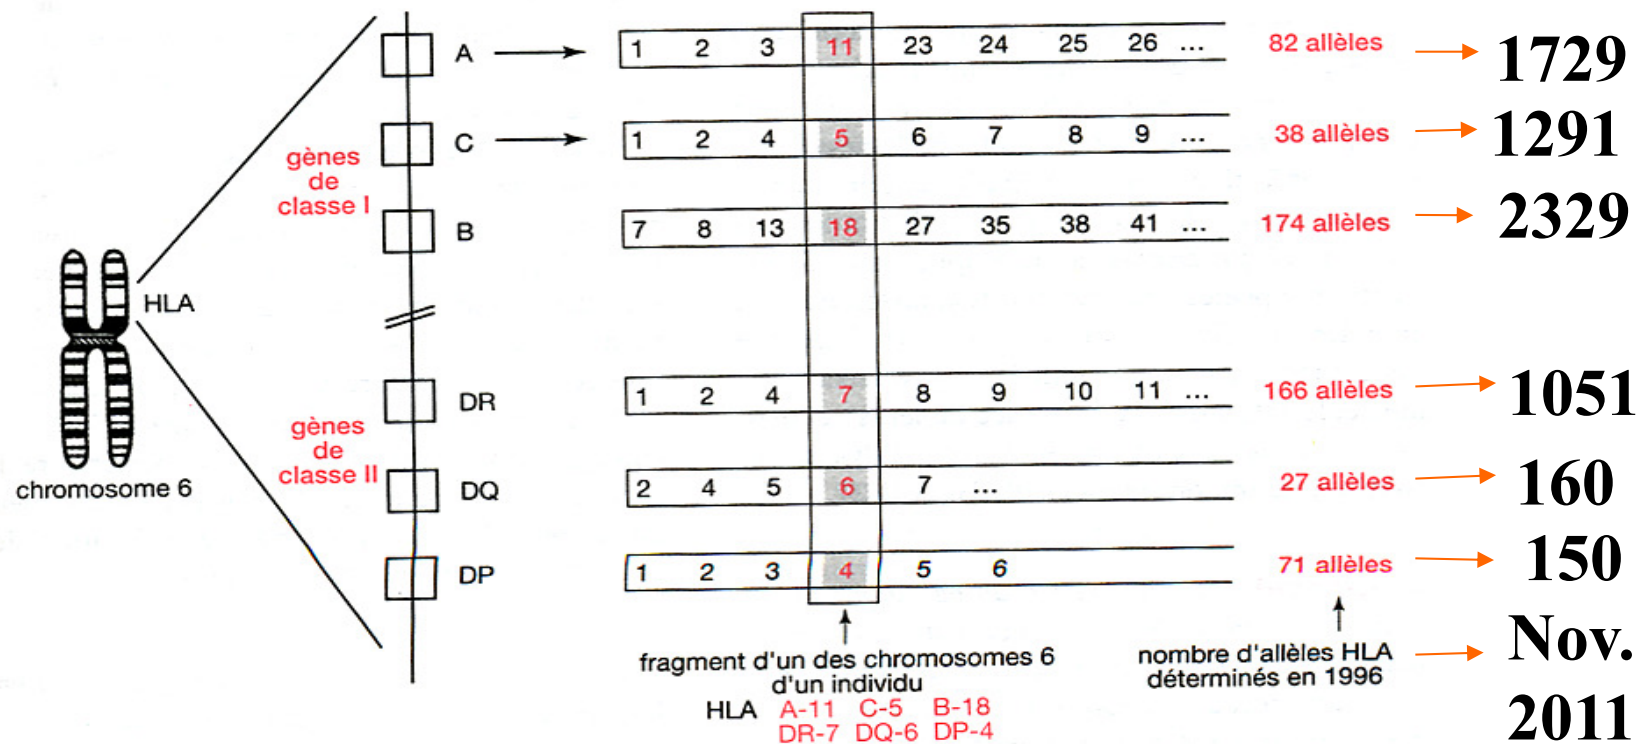 A 1 2 3 11 23 24 25 26 ... 82 allèles 1729
C 1 2 4 5 6 7 8 9 ... 38 allèles 1291
gènes
de
classe I
B 7 8 13 18 27 35 38 41 ... 174 allèles 2329
HLA
DR 1 2 4 7 8 9 10 11 ... 166 allèles 1051
gènes
de
classe II
chromosome 6
DQ 2 4 5 6 7 ... 27 allèles 160
DP 1 2 3 4 5 6 71 allèles 150
fragment d'un des chromosomes 6
d'un individu
HLA A-11 C-5 B-18
DR-7 DQ-6 DP-4
nombre d'allèles HLA
déterminés en 1996
Nov.
2011